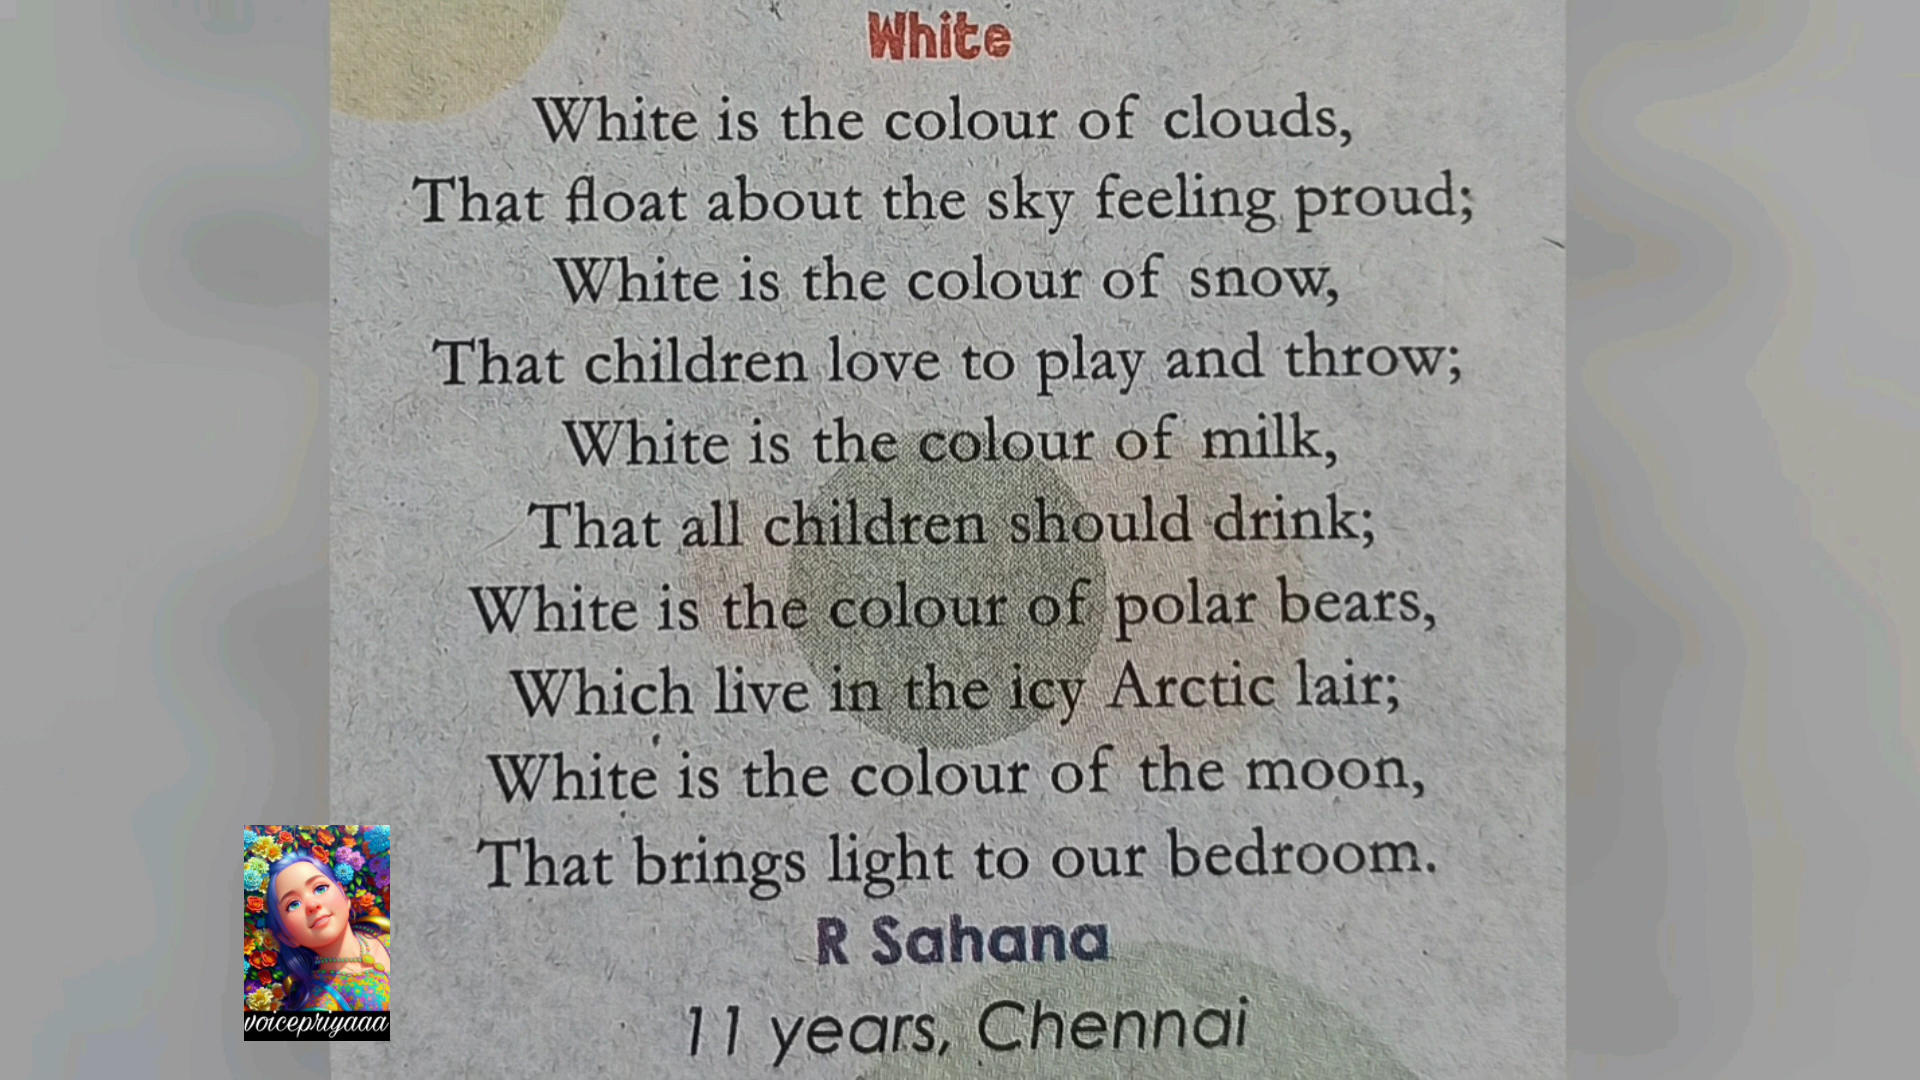 White
White is the colour of clouds,
That float about the sky feeling proud;
White is the colour of snow,
That children love to play and throw;
White is the colour of milk,
That all children should drink;
White is the colour of polar bears,
Which live in the icy Arctic lair;
White is the colour of the moon,
That brings light to our bedroom.
R Sahana
11 years, Chennai
voicepriyaaa